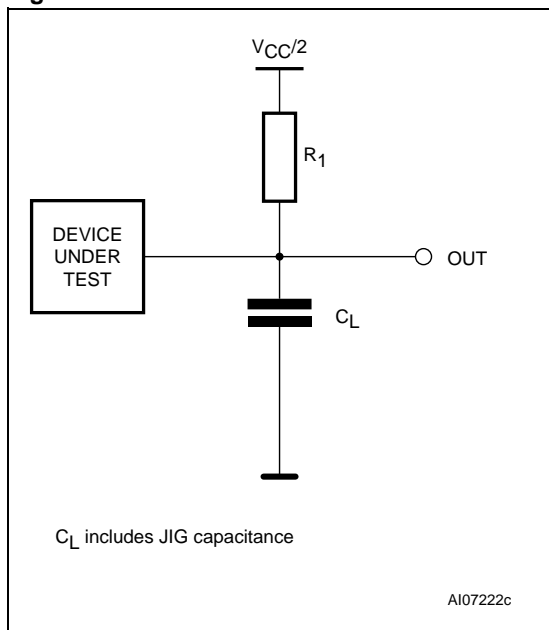 VCC/2
R1
DEVICE
UNDER
TEST
OUT
CL
CL includes JIG capacitance
AI07222c